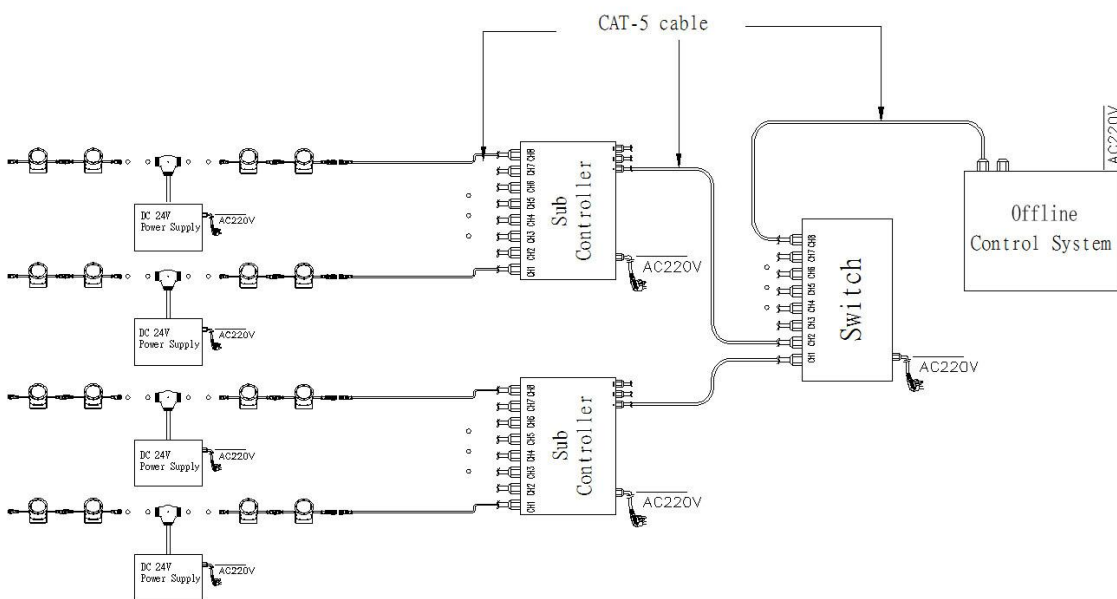 CAT-5 cable
AC220V
Offline
Control System
CH8
CH7
CH6
CH5
CH4
CH3
CH2
CH1
Sub
Controller
AC220V
DC 24V
Power Supply
AC220V
DC 24V
Power Supply
AC220V
CH8
CH7
CH6
CH5
CH4
CH3
CH2
CH1
Switch
AC220V
CH8
CH7
CH6
CH5
CH4
CH3
CH2
CH1
Sub
Controller
AC220V
DC 24V
Power Supply
AC220V
DC 24V
Power Supply
AC220V